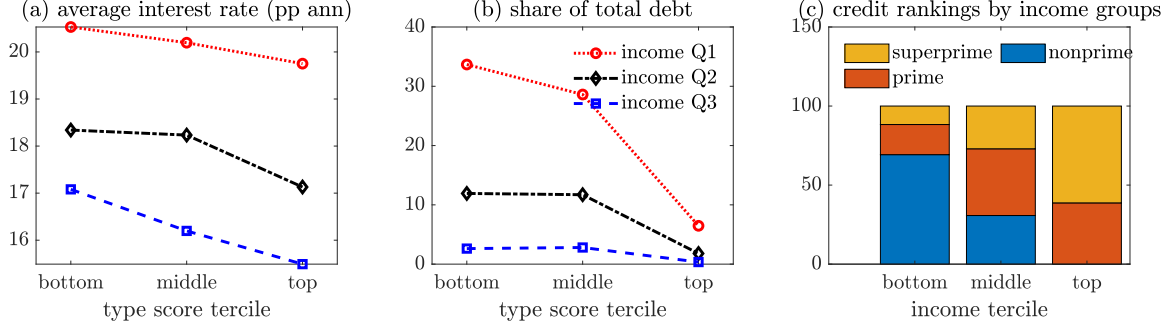 (a) average interest rate (pp ann)
20
19
18
17
16
bottom
middle
top
type score tercile
(b) share of total debt
40
30
20
10
0
income Q1
income Q2
income Q3
bottom
middle
top
type score tercile
(c) credit rankings by income groups
150
100
50
0
superprime
nonprime
prime
bottom
middle
top
income tercile